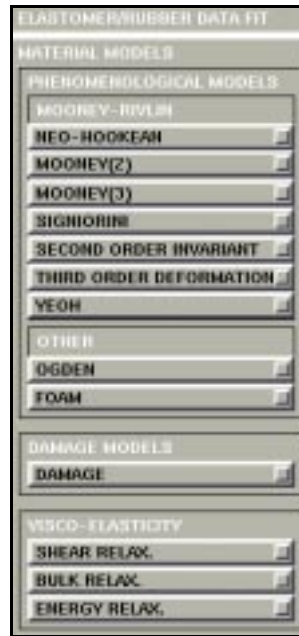 ELASTOMER/RUBBER DATA FIT
MATERIAL MODELS
PHENOMENOLOGICAL MODELS
MOONEY-RIVLIN
NEO-HOOKEAN
MOONEY(2)
MOONEY(3)
SIGNIORINI
SECOND ORDER INVARIANT
THIRD ORDER DEFORMATION
YEOH
OTHER
OGDEN
FOAM
DAMAGE MODELS
DAMAGE
VISCO-ELASTICITY
SHEAR RELAX.
BULK RELAX.
ENERGY RELAX.